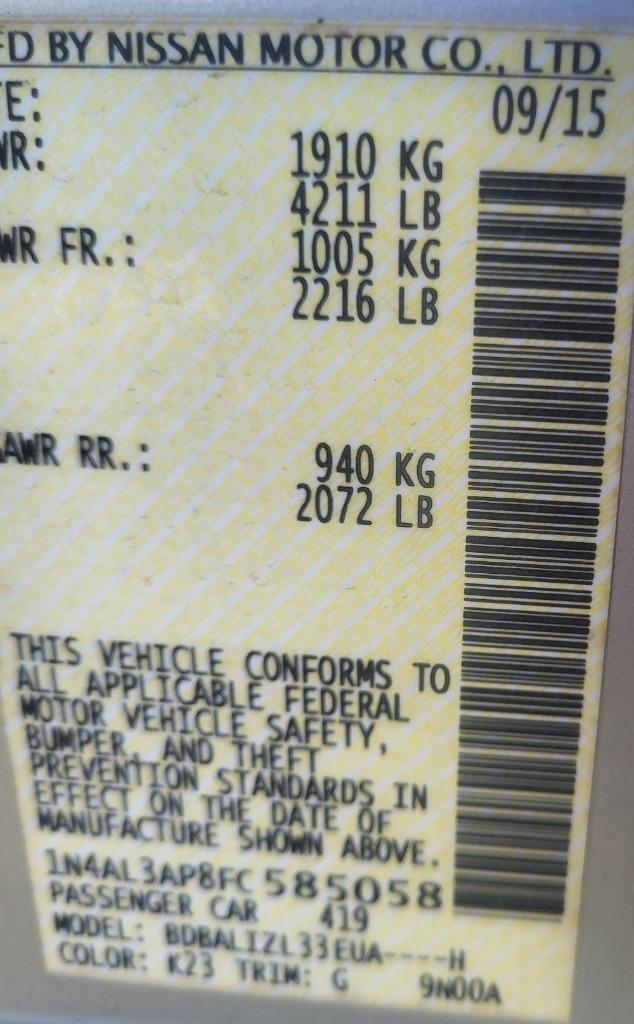 FD BY NISSAN MOTOR CO., LTD.
E: 09/15
VR: 1910 KG
4211 LB
WR FR.: 1005 KG
2216 LB
AWR RR.: 940 KG
2072 LB
THIS VEHICLE CONFORMS TO
ALL APPLICABLE FEDERAL
MOTOR VEHICLE SAFETY,
BUMPER, AND THEFT
PREVENTION STANDARDS IN
EFFECT ON THE DATE OF
MANUFACTURE SHOWN ABOVE.
1N4AL3AP8FC585058
PASSENGER CAR 419
MODEL: BDBALIZL33EUA----H
COLOR: K23 TRIM: G 9N00A